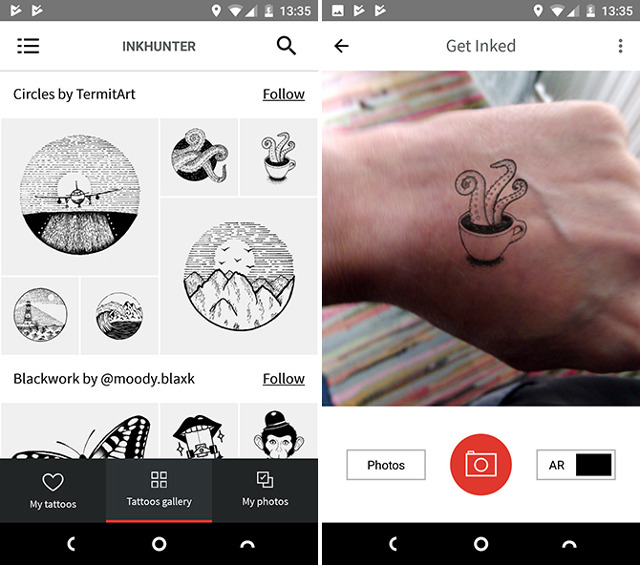 13:35
INKHUNTER
Circles by TermitArt
Follow
Blackwork by @moody.blaxk
Follow
My tattoos
Tattoos gallery
My photos
13:35
Get Inked
Photos
AR